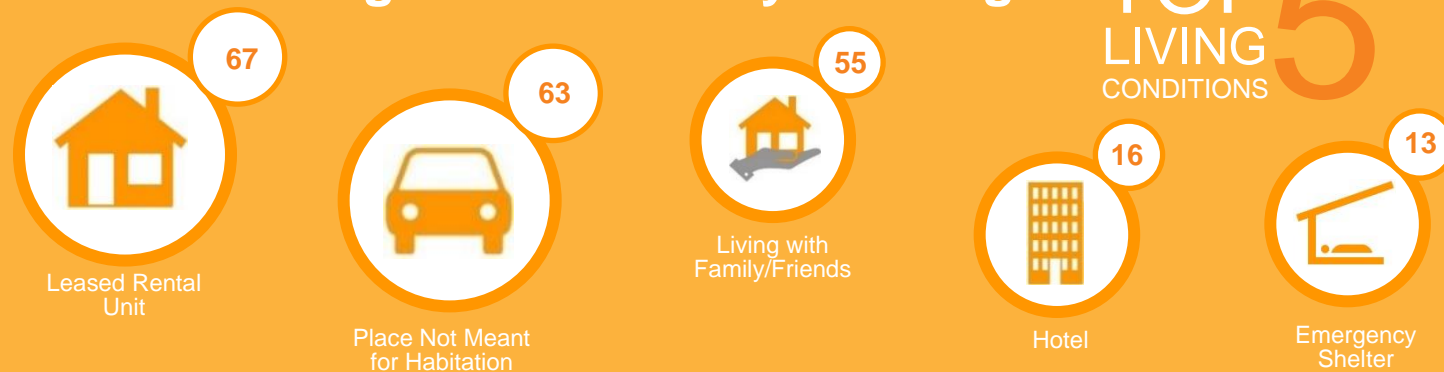 LIVING
5
CONDITIONS
67
Leased Rental
Unit
63
Place Not Meant
for Habitation
55
Living with
Family/Friends
16
Hotel
13
Emergency
Shelter